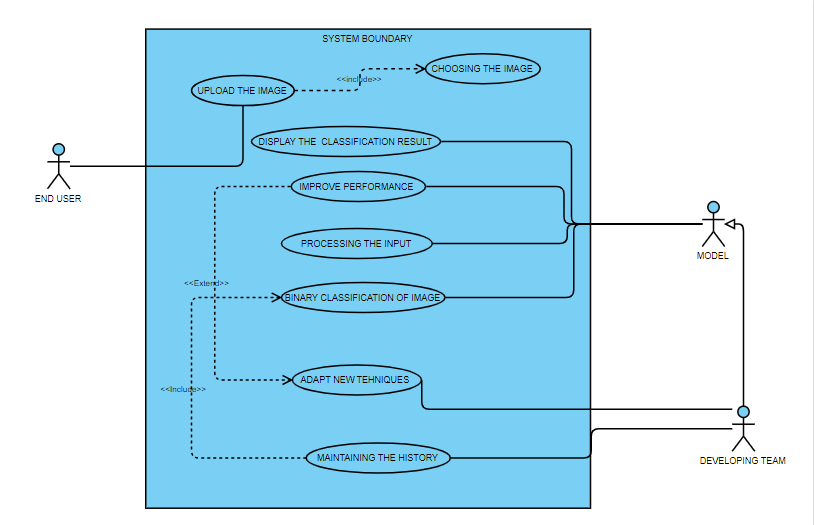 SYSTEM BOUNDARY
CHOOSING THE IMAGE
<<include>>
UPLOAD THE IMAGE
DISPLAY THE CLASSIFICATION RESULT
END USER
IMPROVE PERFORMANCE
PROCESSING THE INPUT
MODEL
<<Extend>>
BINARY CLASSIFICATION OF IMAGE
ADAPT NEW TEHNIQUES
<<Include>>
MAINTAINING THE HISTORY
DEVELOPING TEAM